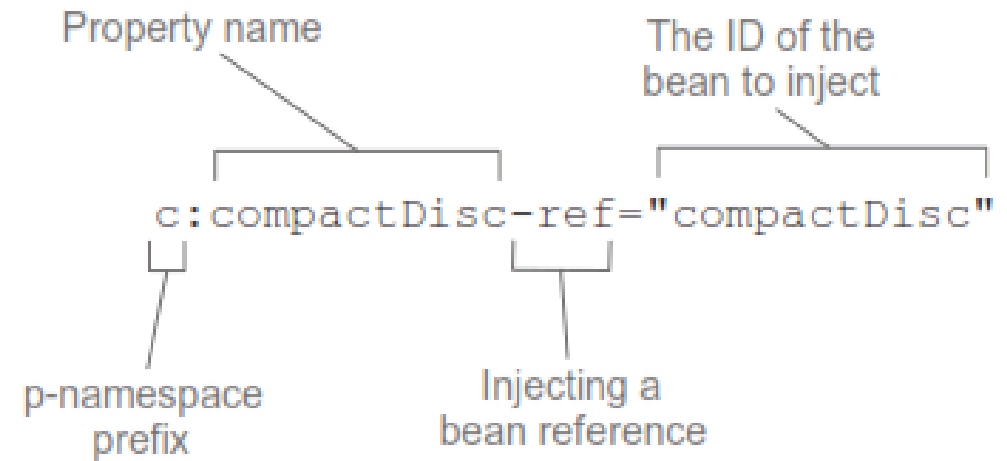 Property name
The ID of the
bean to inject
c:compactDisc-ref="compactDisc"
p-namespace
prefix
Injecting a
bean reference